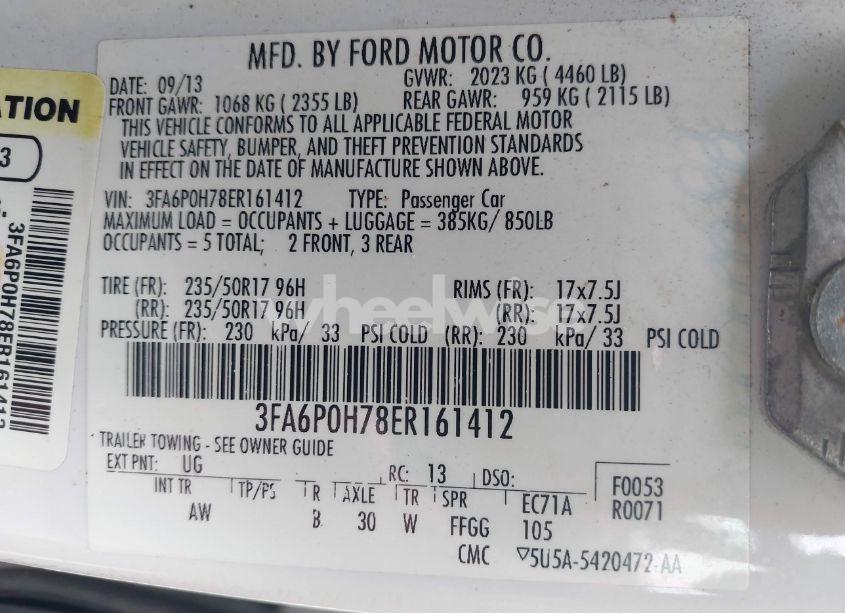 MFD. BY FORD MOTOR CO.
DATE: 09/13 GVWR: 2023 KG ( 4460 LB)
FRONT GAWR: 1068 KG ( 2355 LB) REAR GAWR: 959 KG ( 2115 LB)
THIS VEHICLE CONFORMS TO ALL APPLICABLE FEDERAL MOTOR
VEHICLE SAFETY, BUMPER, AND THEFT PREVENTION STANDARDS
IN EFFECT ON THE DATE OF MANUFACTURE SHOWN ABOVE.
VIN: 3FA6P0H78ER161412 TYPE: Passenger Car
MAXIMUM LOAD = OCCUPANTS + LUGGAGE = 385KG/ 850LB
OCCUPANTS = 5 TOTAL; 2 FRONT, 3 REAR
TIRE (FR): 235/50R17 96H RIMS (FR): 17x7.5J
(RR): 235/50R17 96H (RR): 17x7.5J
PRESSURE (FR): 230 kPa/ 33 PSI COLD (RR): 230 kPa/ 33 PSI COLD
wheelwise
3FA6P0H78ER161412
TRAILER TOWING - SEE OWNER GUIDE
EXT PNT: UG RC: 13 DSO: F0053
INT TR TP/PS R AXLE TR SPR EC71A R0071
AW B 30 W FFGG 105
CMC 5U5A-5420472-AA
ATION
3
3FA6P0H78ER161412